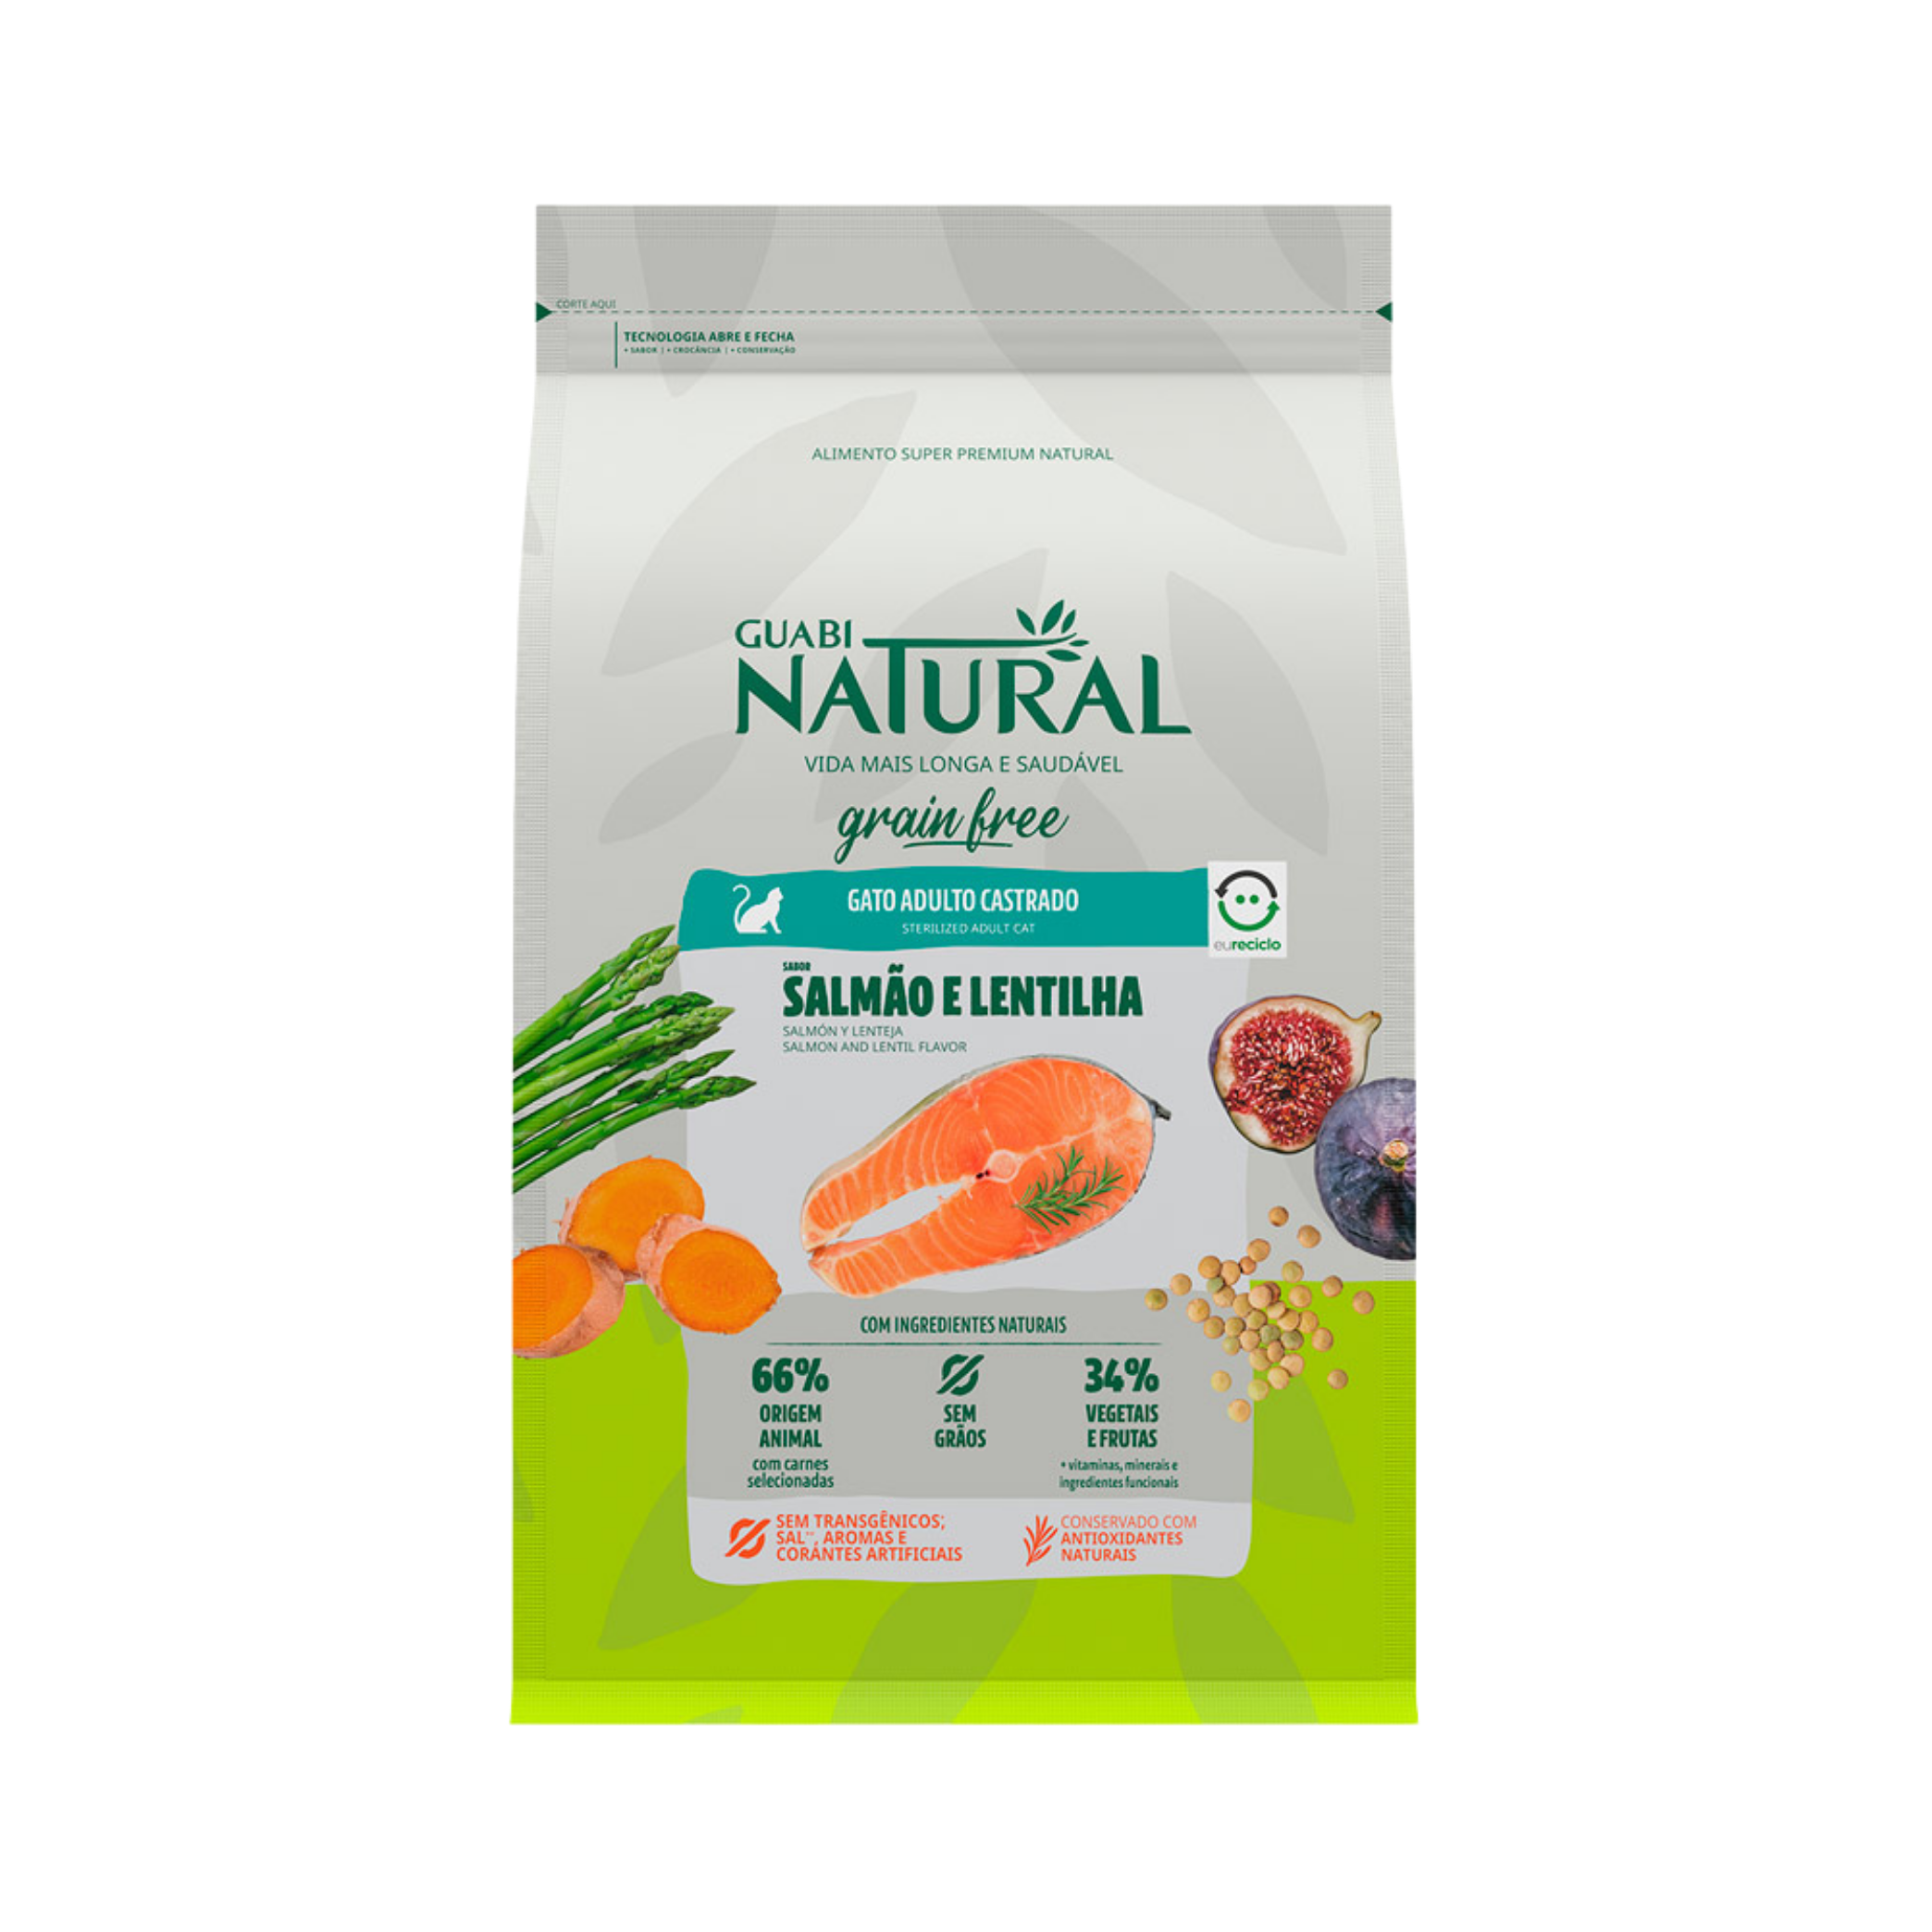 CORTE AQUI
TECNOLOGIA ABRE E FECHA
• SABOR | • CROCÂNCIA | • CONSERVAÇÃO
ALIMENTO SUPER PREMIUM NATURAL
GUABI
NATURAL
VIDA MAIS LONGA E SAUDÁVEL
grain free
GATO ADULTO CASTRADO
STERILIZED ADULT CAT
eureciclo
SABOR
SALMÃO E LENTILHA
SALMÓN Y LENTEJA
SALMON AND LENTIL FLAVOR
COM INGREDIENTES NATURAIS
66%
ORIGEM
ANIMAL
com carnes
selecionadas
SEM
GRÃOS
34%
VEGETAIS
E FRUTAS
+ vitaminas, minerais e
ingredientes funcionais
SEM TRANSGÊNICOS,
SAL**, AROMAS E
CORANTES ARTIFICIAIS
CONSERVADO COM
ANTIOXIDANTES
NATURAIS